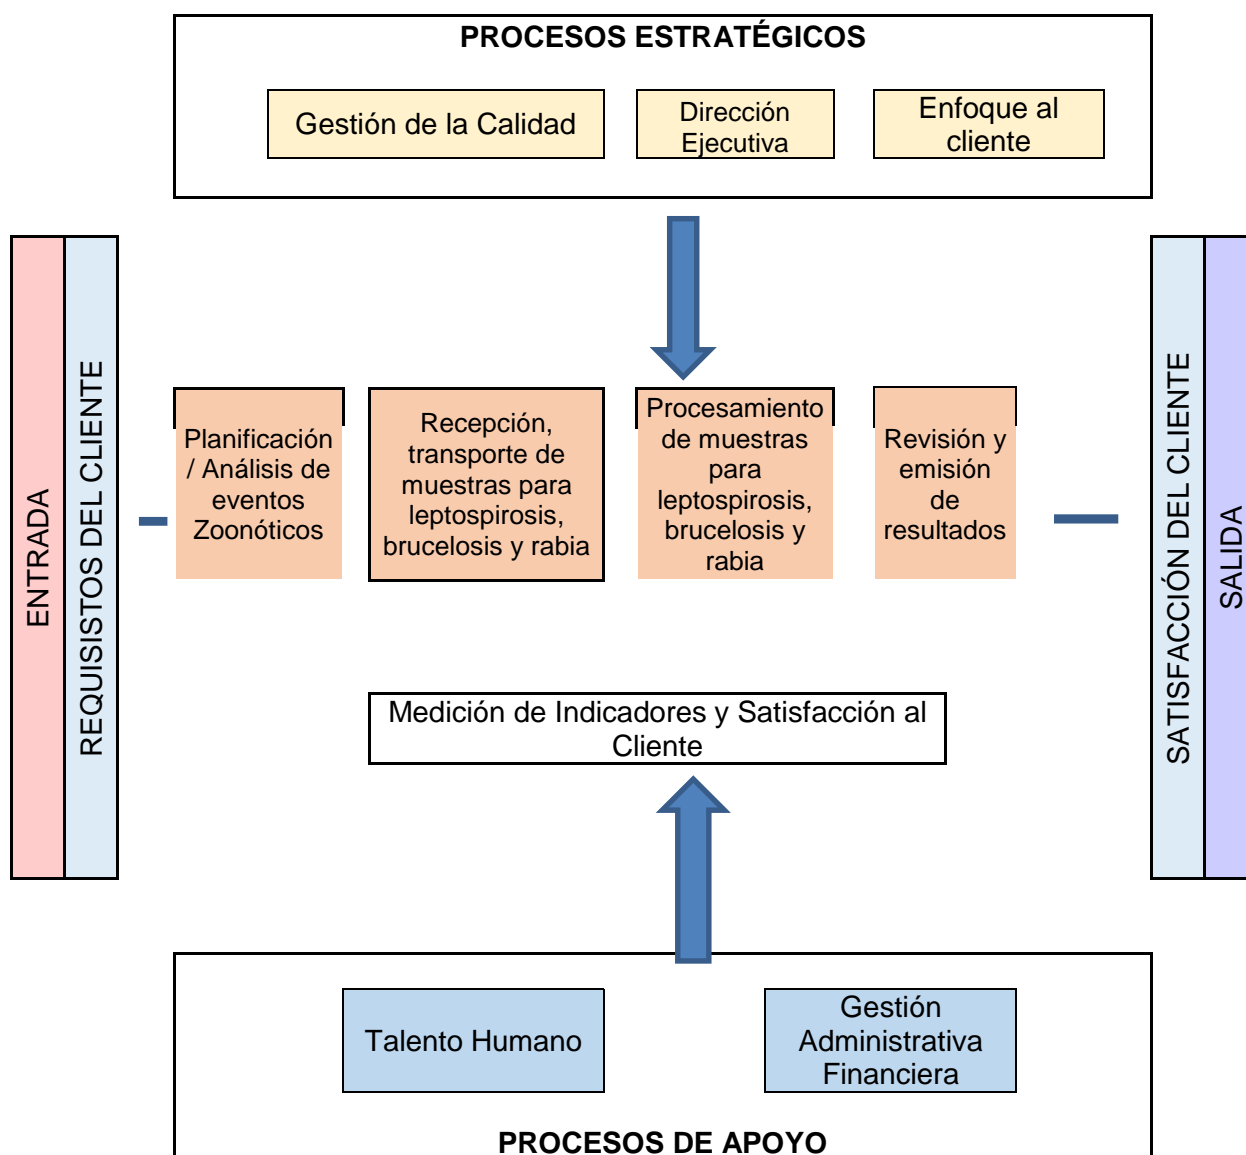 PROCESOS ESTRATÉGICOS
Gestión de la Calidad
Dirección
Ejecutiva
Enfoque al
cliente
ENTRADA
REQUISISTOS DEL CLIENTE
Planificación
/ Análisis de
eventos
Zoonóticos
Recepción,
transporte de
muestras para
leptospirosis,
brucelosis y rabia
Procesamiento
de muestras
para
leptospirosis,
brucelosis y
rabia
Revisión y
emisión
de
resultados
SATISFACCIÓN DEL CLIENTE
SALIDA
Medición de Indicadores y Satisfacción al
Cliente
Talento Humano
Gestión
Administrativa
Financiera
PROCESOS DE APOYO